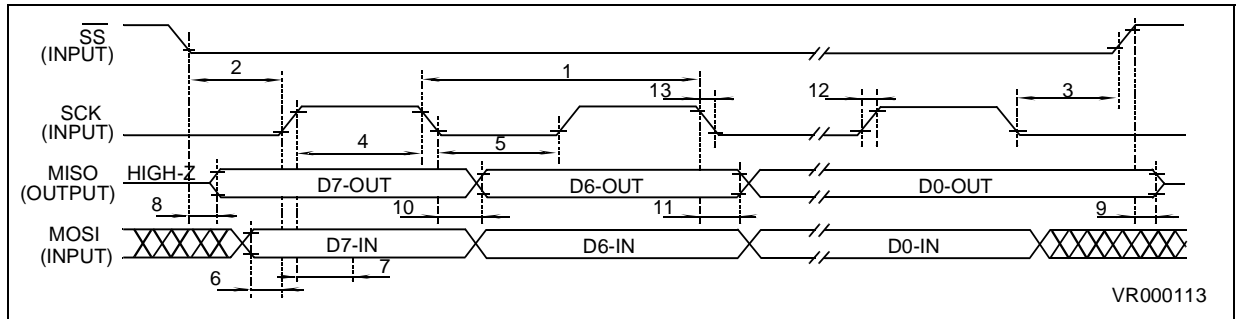 SS
(INPUT)
2
1
13
12
3
SCK
(INPUT)
4
5
MISO
(OUTPUT)
HIGH-Z
D7-OUT
D6-OUT
D0-OUT
8
10
11
9
MOSI
(INPUT)
D7-IN
D6-IN
D0-IN
6
7
VR000113